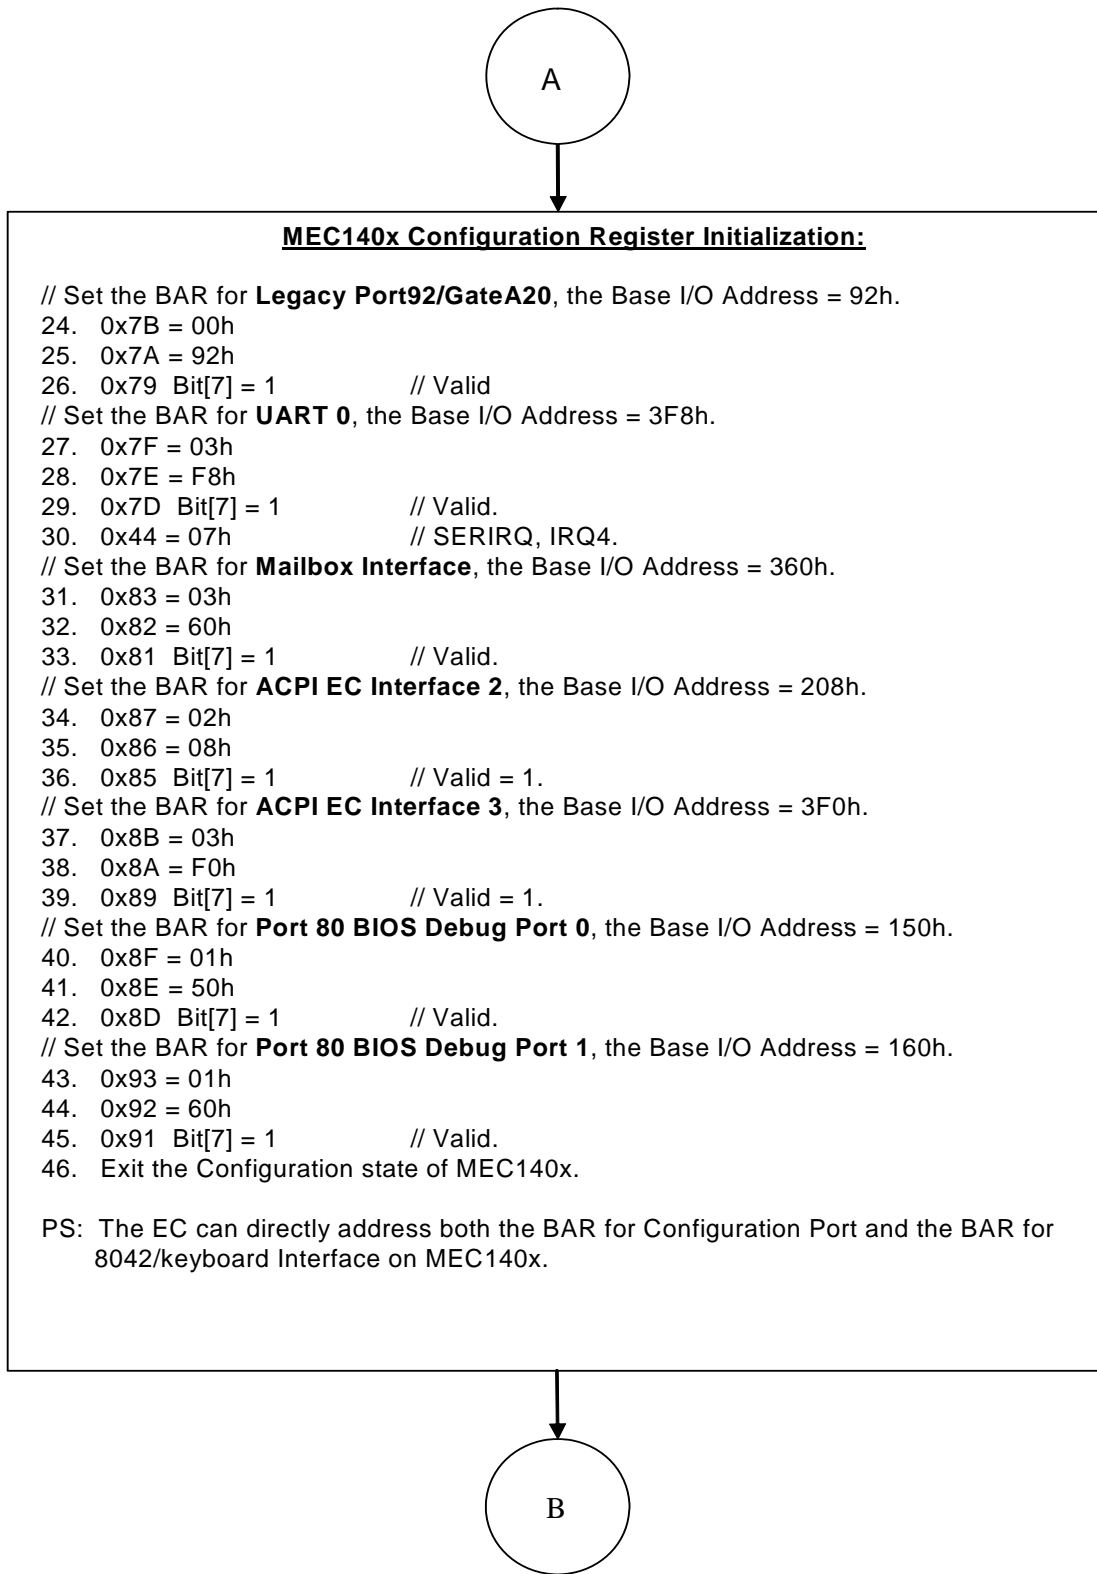 A
MEC140x Configuration Register Initialization:
// Set the BAR for Legacy Port92/GateA20, the Base I/O Address = 92h.
24. 0x7B = 00h
25. 0x7A = 92h
26. 0x79 Bit[7] = 1 // Valid
// Set the BAR for UART 0, the Base I/O Address = 3F8h.
27. 0x7F = 03h
28. 0x7E = F8h
29. 0x7D Bit[7] = 1 // Valid.
30. 0x44 = 07h // SERIRQ, IRQ4.
// Set the BAR for Mailbox Interface, the Base I/O Address = 360h.
31. 0x83 = 03h
32. 0x82 = 60h
33. 0x81 Bit[7] = 1 // Valid.
// Set the BAR for ACPI EC Interface 2, the Base I/O Address = 208h.
34. 0x87 = 02h
35. 0x86 = 08h
36. 0x85 Bit[7] = 1 // Valid = 1.
// Set the BAR for ACPI EC Interface 3, the Base I/O Address = 3F0h.
37. 0x8B = 03h
38. 0x8A = F0h
39. 0x89 Bit[7] = 1 // Valid = 1.
// Set the BAR for Port 80 BIOS Debug Port 0, the Base I/O Address = 150h.
40. 0x8F = 01h
41. 0x8E = 50h
42. 0x8D Bit[7] = 1 // Valid.
// Set the BAR for Port 80 BIOS Debug Port 1, the Base I/O Address = 160h.
43. 0x93 = 01h
44. 0x92 = 60h
45. 0x91 Bit[7] = 1 // Valid.
46. Exit the Configuration state of MEC140x.
PS: The EC can directly address both the BAR for Configuration Port and the BAR for
8042/keyboard Interface on MEC140x.
B